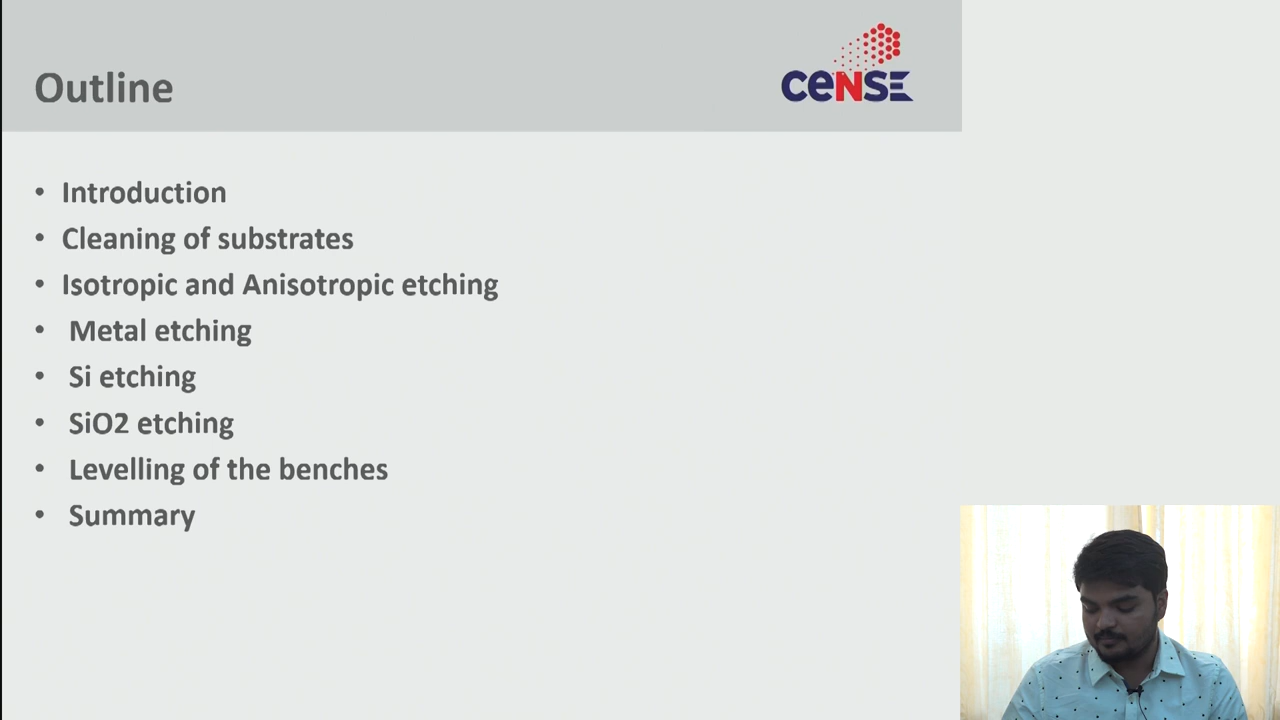 Outline
ceNSE
• Introduction
• Cleaning of substrates
• Isotropic and Anisotropic etching
• Metal etching
• Si etching
• SiO2 etching
• Levelling of the benches
• Summary